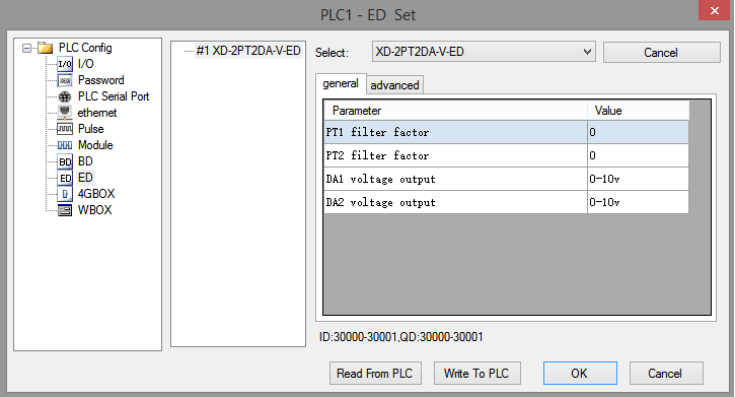 PLC1 - ED Set
PLC Config
I/O
Password
PLC Serial Port
ethernet
Pulse
Module
BD
ED
4GBOX
WBOX
#1 XD-2PT2DA-V-ED
Select: XD-2PT2DA-V-ED Cancel
general advanced
Parameter Value
PT1 filter factor 0
PT2 filter factor 0
DA1 voltage output 0-10v
DA2 voltage output 0-10v
ID:30000-30001,QD:30000-30001
Read From PLC Write To PLC OK Cancel